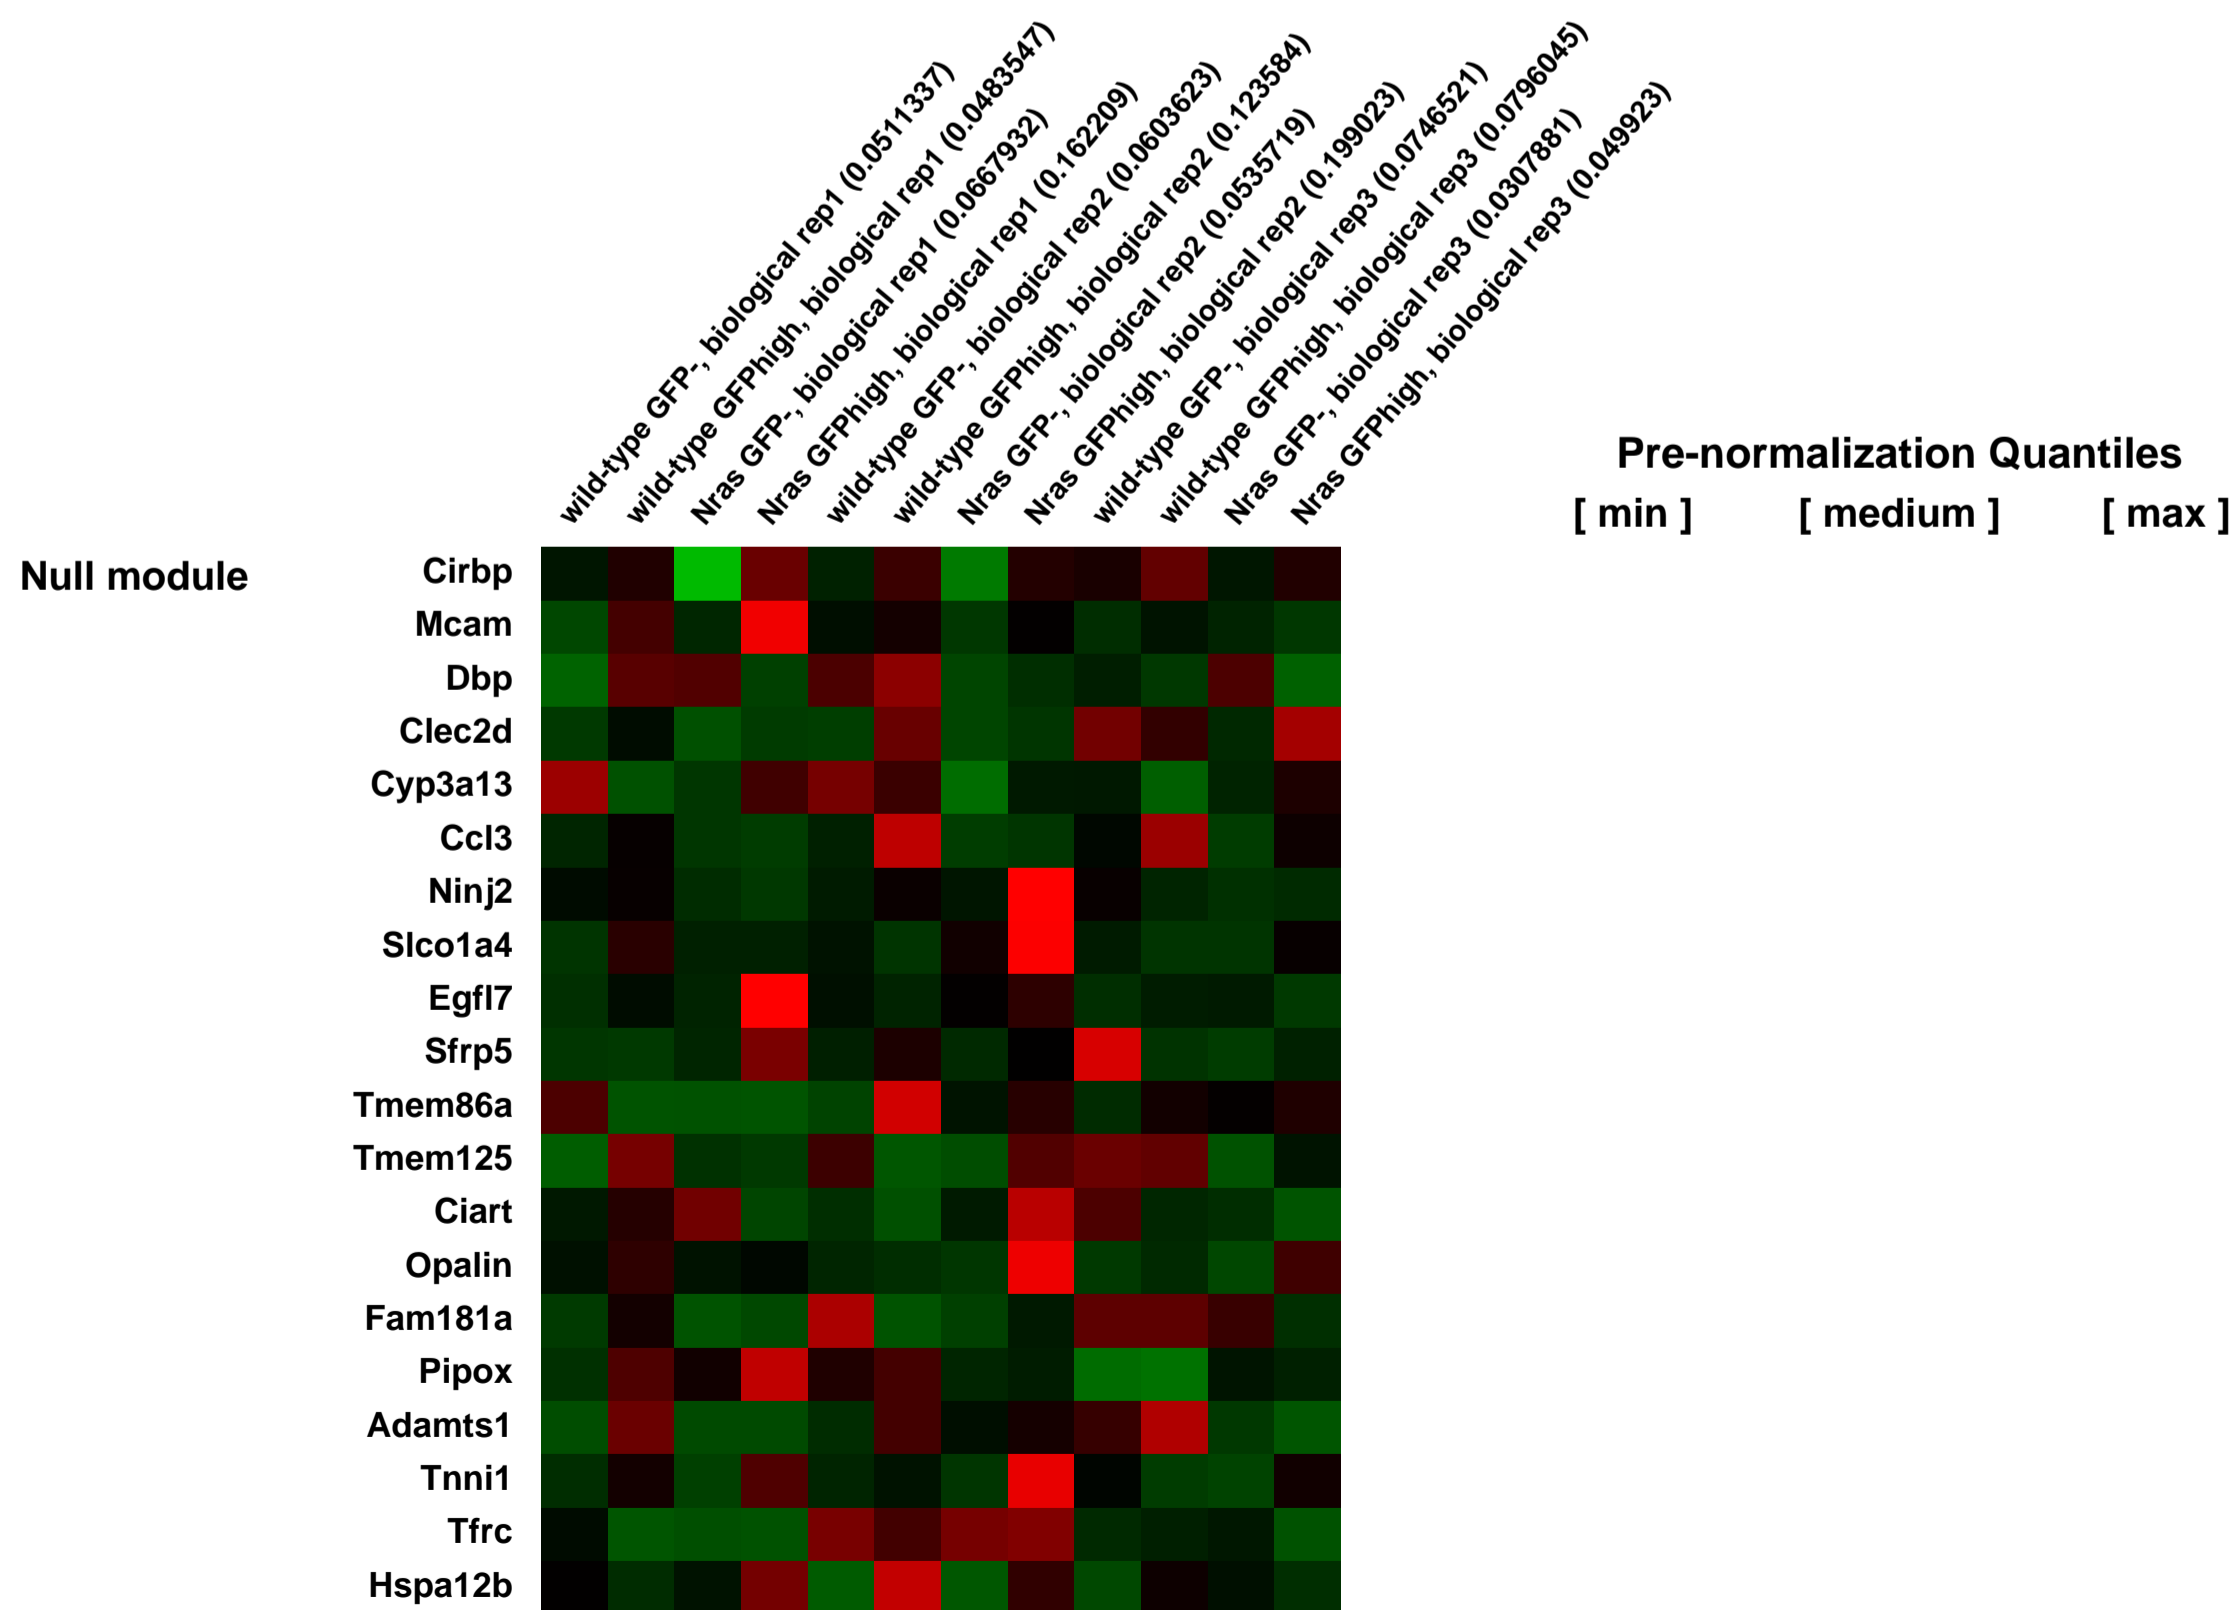 wild-type GFP-, biological rep1 (0.0511337)
wild-type GFPhigh, biological rep1 (0.0483547)
Nras GFP-, biological rep1 (0.0667932)
Nras GFPhigh, biological rep1 (0.162209)
wild-type GFP-, biological rep2 (0.0603623)
wild-type GFPhigh, biological rep2 (0.123584)
Nras GFP-, biological rep2 (0.0535719)
Nras GFPhigh, biological rep2 (0.199023)
wild-type GFP-, biological rep3 (0.0746521)
wild-type GFPhigh, biological rep3 (0.0796045)
Nras GFP-, biological rep3 (0.0307881)
Nras GFPhigh, biological rep3 (0.049923)
Pre-normalization Quantiles
[ min ] [ medium ] [ max ]
Null module
Cirbp
Mcam
Dbp
Clec2d
Cyp3a13
Ccl3
Ninj2
Slco1a4
Egfl7
Sfrp5
Tmem86a
Tmem125
Ciart
Opalin
Fam181a
Pipox
Adamts1
Tnni1
Tfrc
Hspa12b